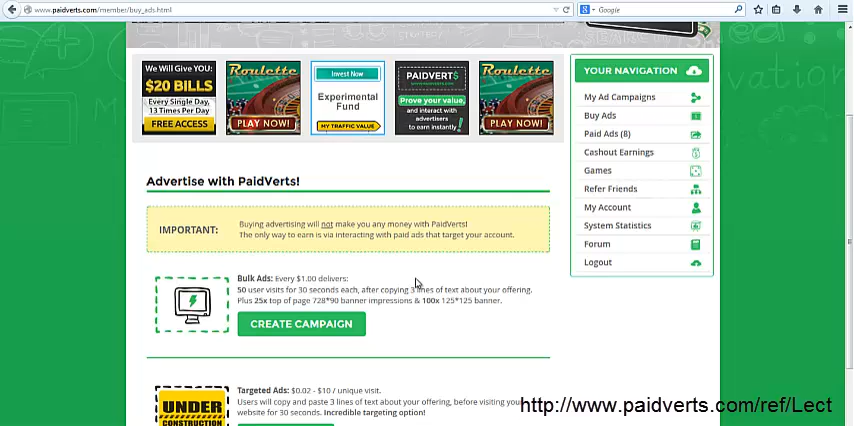 www.paidverts.com/member/buy_ads.html
Google
We Will Give YOU:
$20 BILLS
Every Single Day,
13 Times Per Day
FREE ACCESS
Roulette
PLAY NOW!
Invest Now
Experimental
Fund
MY TRAFFIC VALUE
PAIDVERT$
Prove your value,
and interact with
advertisers
to earn instantly!
Roulette
PLAY NOW!
YOUR NAVIGATION
My Ad Campaigns
Buy Ads
Paid Ads (8)
Cashout Earnings
Games
Refer Friends
My Account
System Statistics
Forum
Logout
Advertise with PaidVerts!
IMPORTANT:
Buying advertising will not make you any money with PaidVerts!
The only way to earn is via interacting with paid ads that target your account.
Bulk Ads: Every $1.00 delivers:
50 user visits for 30 seconds each, after copying 3 lines of text about your offering.
Plus 25x top of page 728*90 banner impressions & 100x 125*125 banner.
CREATE CAMPAIGN
UNDER
CONSTRUCTION
Targeted Ads: $0.02 - $10 / unique visit.
Users will copy and paste 3 lines of text about your offering, before visiting your
website for 30 seconds. Incredible targeting option!
http://www.paidverts.com/ref/Lect